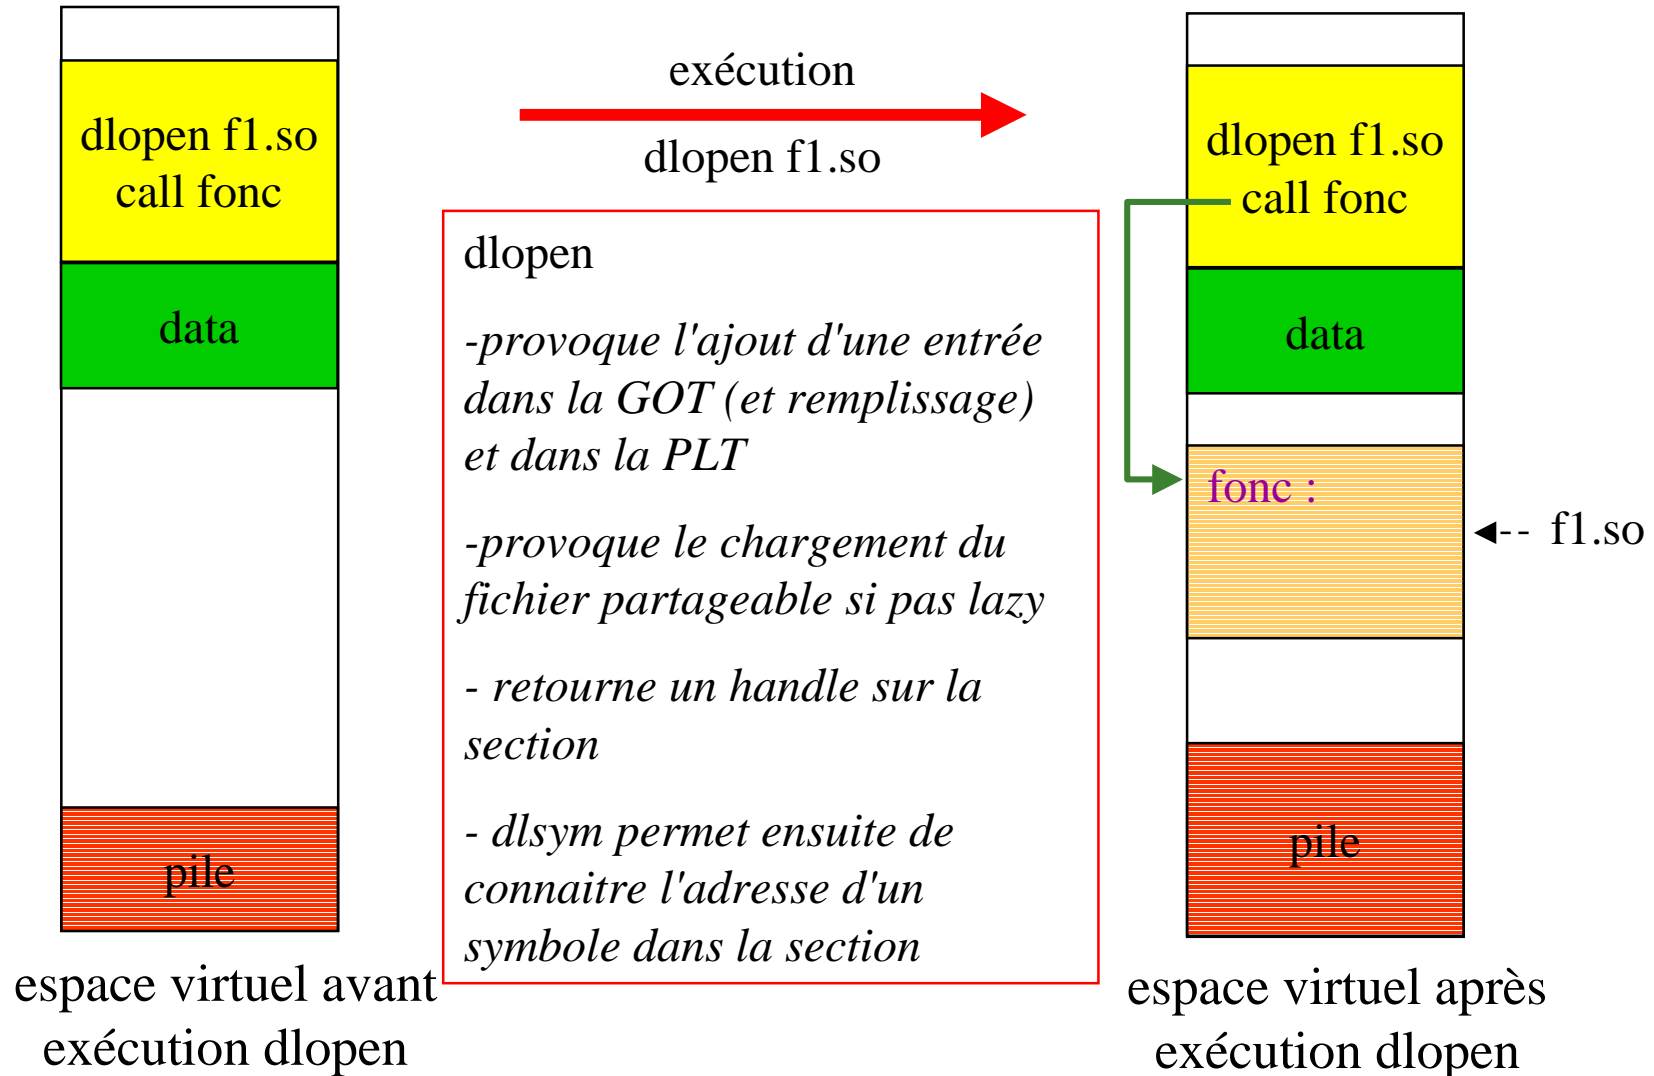 dlopen f1.so
call fonc
data
pile
espace virtuel avant
exécution dlopen
exécution
dlopen f1.so
dlopen
-provoque l'ajout d'une entrée
dans la GOT (et remplissage)
et dans la PLT
-provoque le chargement du
fichier partageable si pas lazy
- retourne un handle sur la
section
- dlsym permet ensuite de
connaitre l'adresse d'un
symbole dans la section
dlopen f1.so
call fonc
data
fonc :
f1.so
pile
espace virtuel après
exécution dlopen